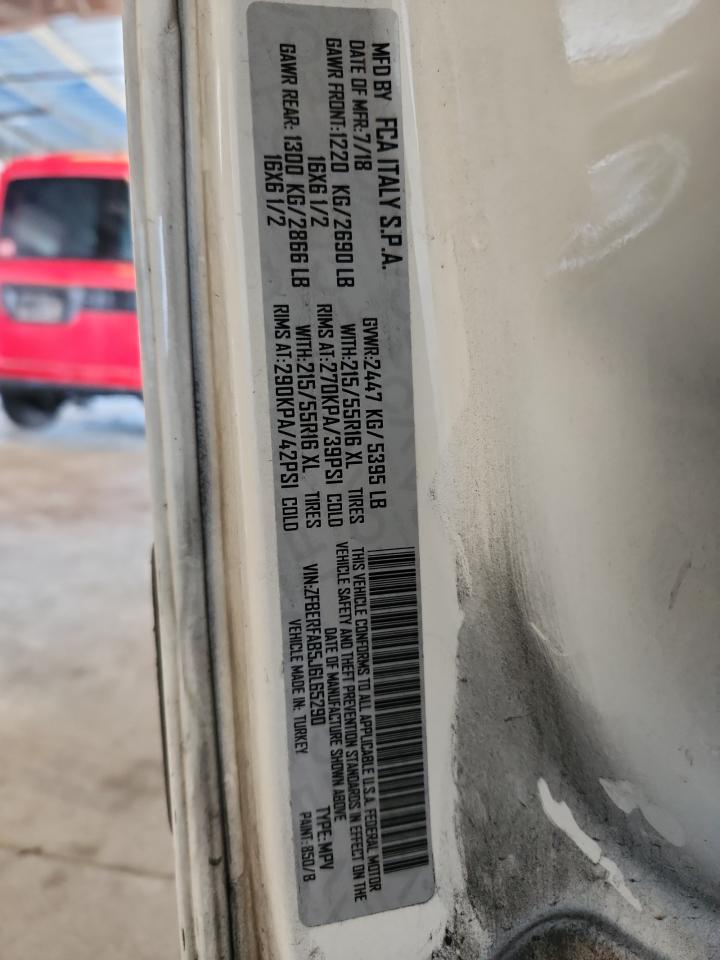 MFD BY FCA ITALY S.P.A.
DATE OF MFR:7/18 GVWR:2447 KG/5395 LB
GAWR FRONT:1220 KG/2690 LB WITH:215/55R16 XL TIRES
16X6 1/2 RIMS AT:270KPA/39PSI COLD
GAWR REAR: 1300 KG/2866 LB WITH:215/55R16 XL TIRES
16X6 1/2 RIMS AT:290KPA/42PSI COLD
THIS VEHICLE CONFORMS TO ALL APPLICABLE U.S.A. FEDERAL MOTOR
VEHICLE SAFETY AND THEFT PREVENTION STANDARDS IN EFFECT ON THE
DATE OF MANUFACTURE SHOWN ABOVE
VIN:ZFBERFAB5J6L65290 TYPE:MPV
VEHICLE MADE IN: TURKEY PAINT: 850/B